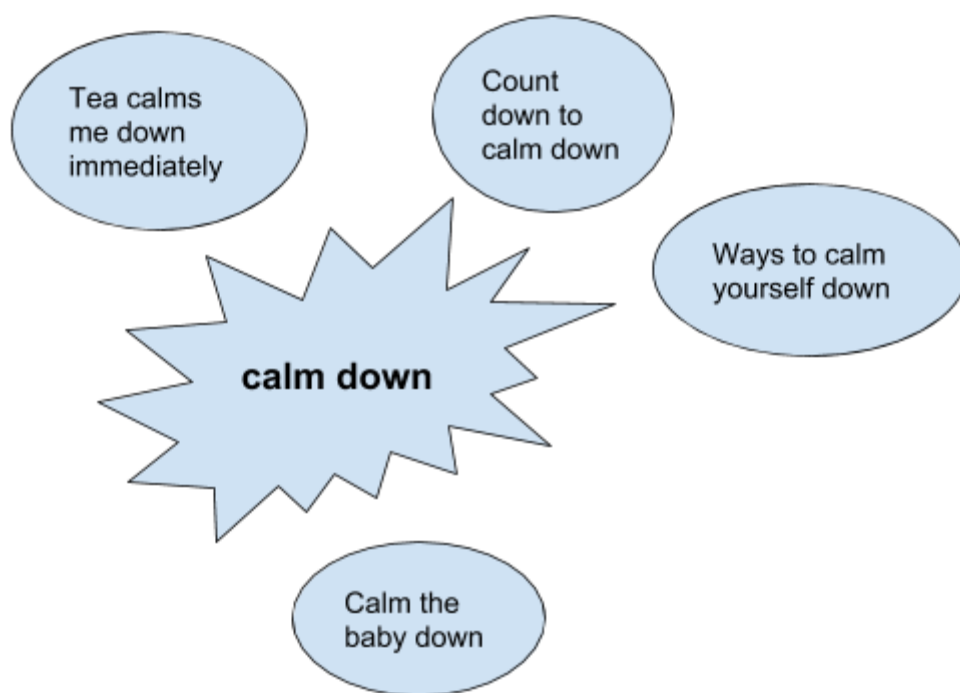 Tea calms
me down
immediately
Count
down to
calm down
Ways to calm
yourself down
calm down
Calm the
baby down